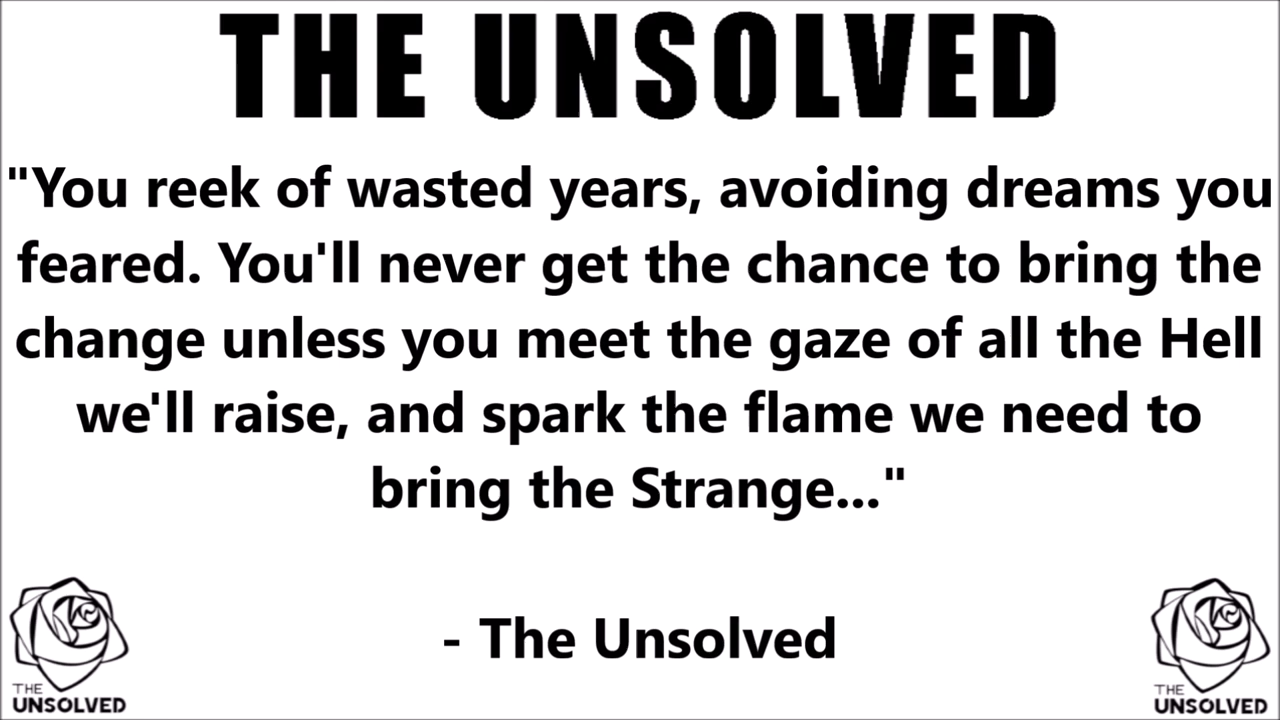 THE UNSOLVED
"You reek of wasted years, avoiding dreams you
feared. You'll never get the chance to bring the
change unless you meet the gaze of all the Hell
we'll raise, and spark the flame we need to
bring the Strange..."
- The Unsolved
THE
UNSOLVED
THE
UNSOLVED